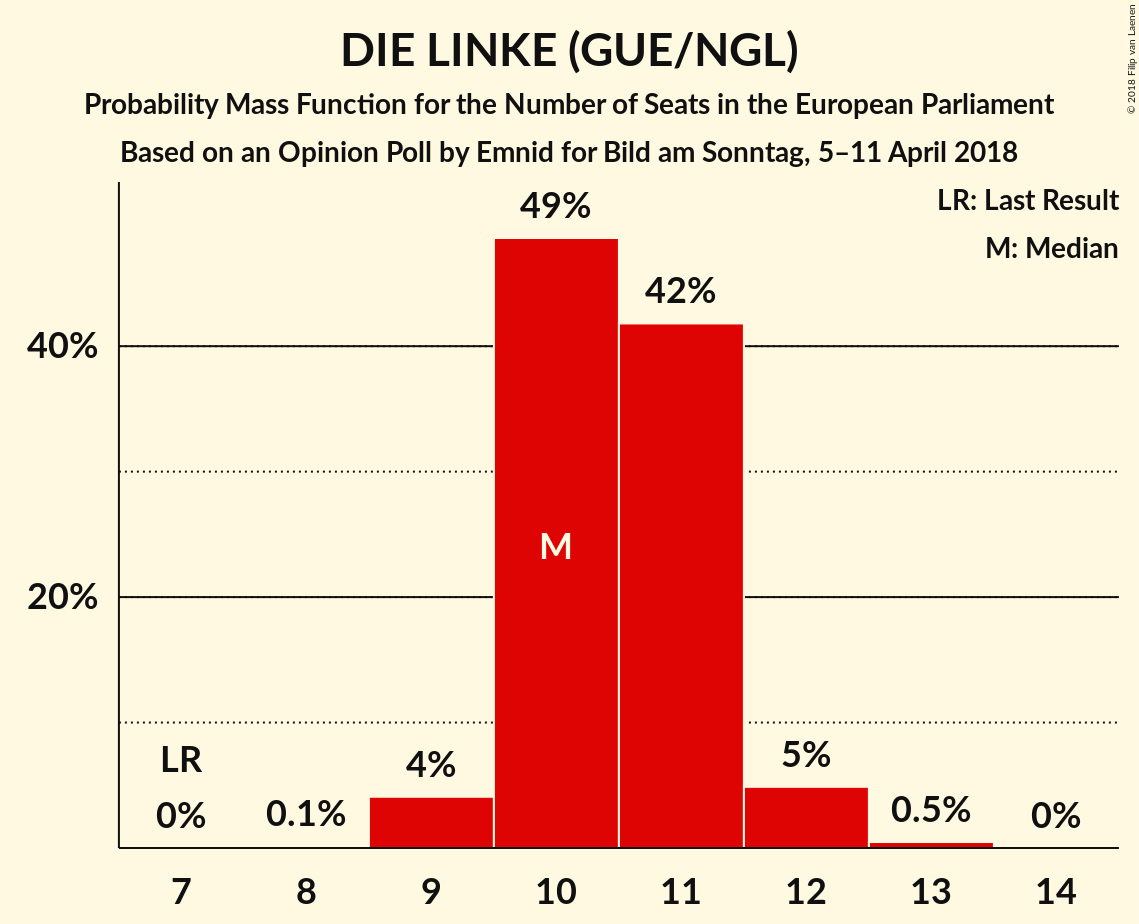 DIE LINKE (GUE/NGL)
Probability Mass Function for the Number of Seats in the European Parliament
Based on an Opinion Poll by Emnid for Bild am Sonntag, 5–11 April 2018
© 2018 Filip van Laenen
LR: Last Result
M: Median
49%
42%
40%
M
20%
LR
0%
0.1%
4%
5%
0.5%
0%
7 8 9 10 11 12 13 14